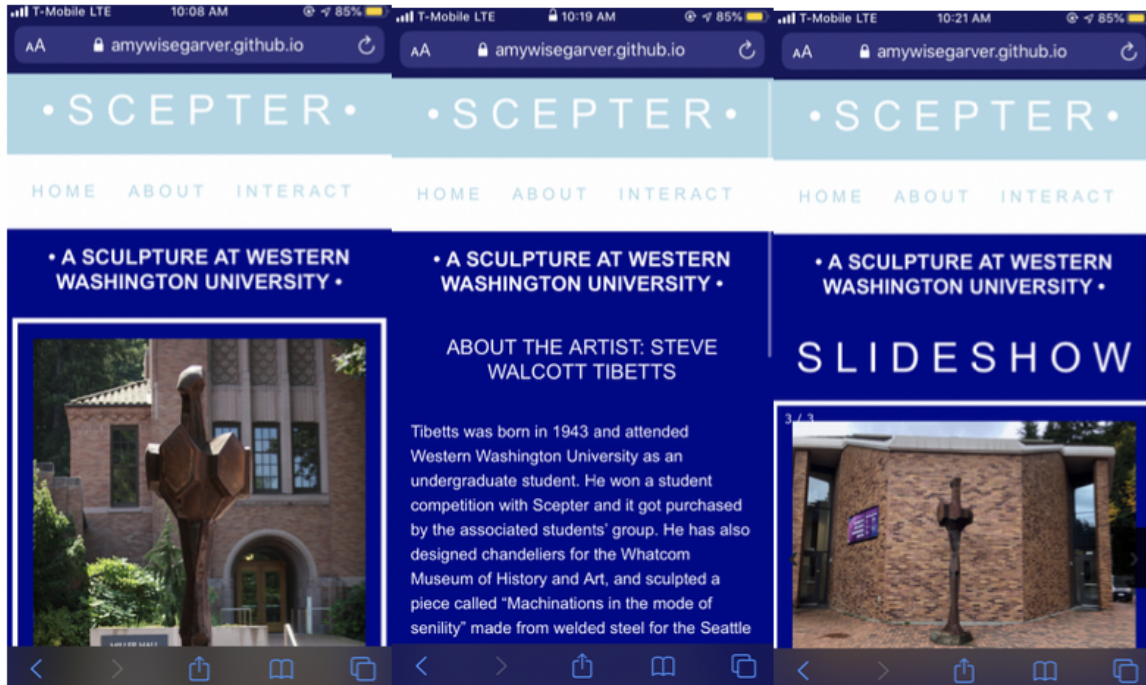 T-Mobile LTE
10:08 AM
85%
AA
amywisegarver.github.io
• SCEPTER •
HOME ABOUT INTERACT
• A SCULPTURE AT WESTERN
WASHINGTON UNIVERSITY •
MILLER HALL
T-Mobile LTE
10:19 AM
85%
AA
amywisegarver.github.io
• SCEPTER •
HOME ABOUT INTERACT
• A SCULPTURE AT WESTERN
WASHINGTON UNIVERSITY •
ABOUT THE ARTIST: STEVE
WALCOTT TIBETTS
Tibetts was born in 1943 and attended
Western Washington University as an
undergraduate student. He won a student
competition with Scepter and it got purchased
by the associated students' group. He has also
designed chandeliers for the Whatcom
Museum of History and Art, and sculpted a
piece called “Machinations in the mode of
senility” made from welded steel for the Seattle
T-Mobile LTE
10:21 AM
85%
AA
amywisegarver.github.io
• SCEPTER •
HOME ABOUT INTERACT
• A SCULPTURE AT WESTERN
WASHINGTON UNIVERSITY •
SLIDESHOW
3 / 3